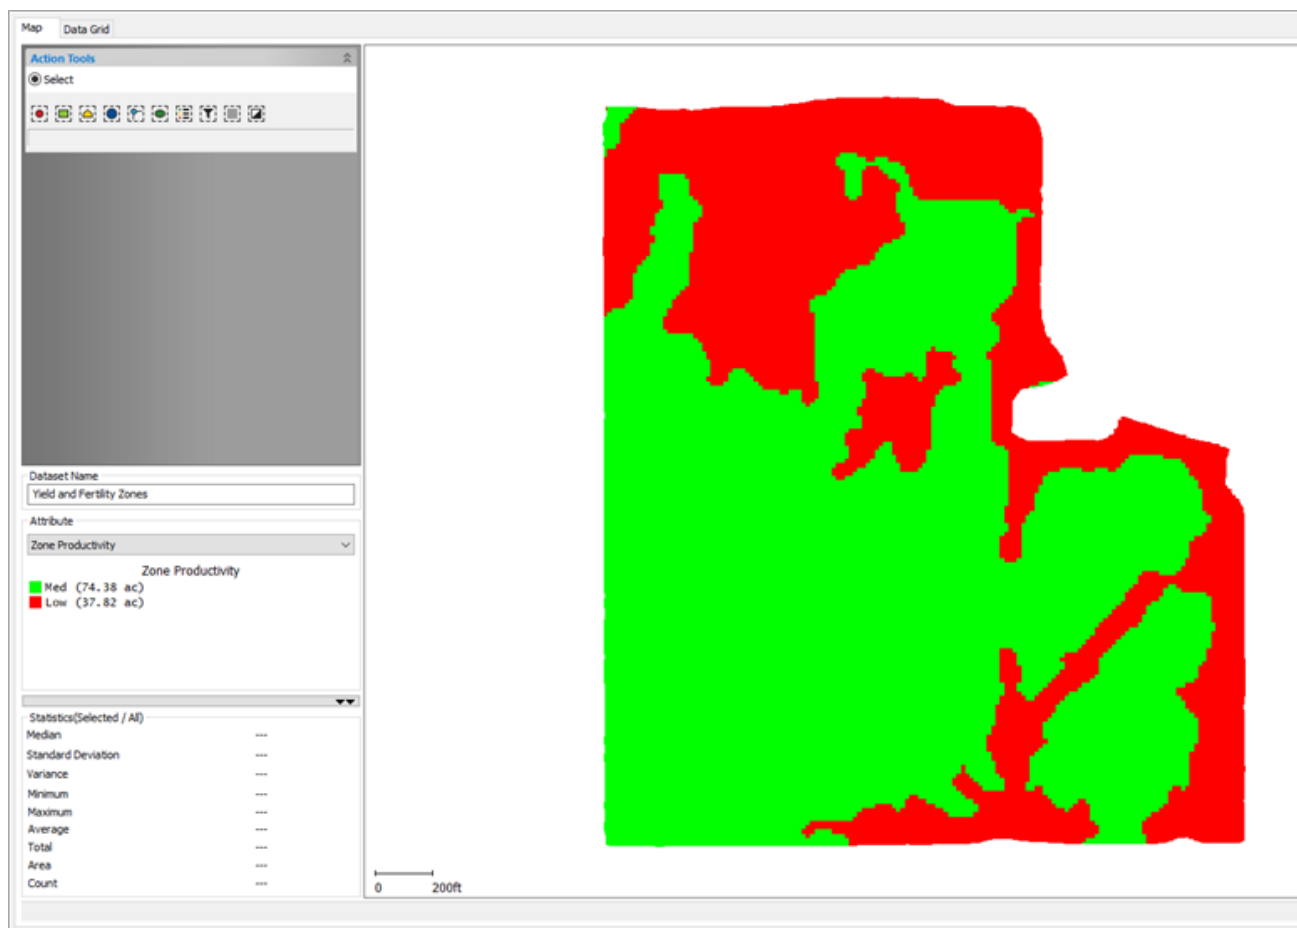 Map Data Grid
Action Tools
Select
Dataset Name
Yield and Fertility Zones
Attribute
Zone Productivity
Zone Productivity
Med (74.38 ac)
Low (37.82 ac)
Statistics(Selected / All)
Median ---
Standard Deviation ---
Variance ---
Minimum ---
Maximum ---
Average ---
Total ---
Area ---
Count ---
0 200ft